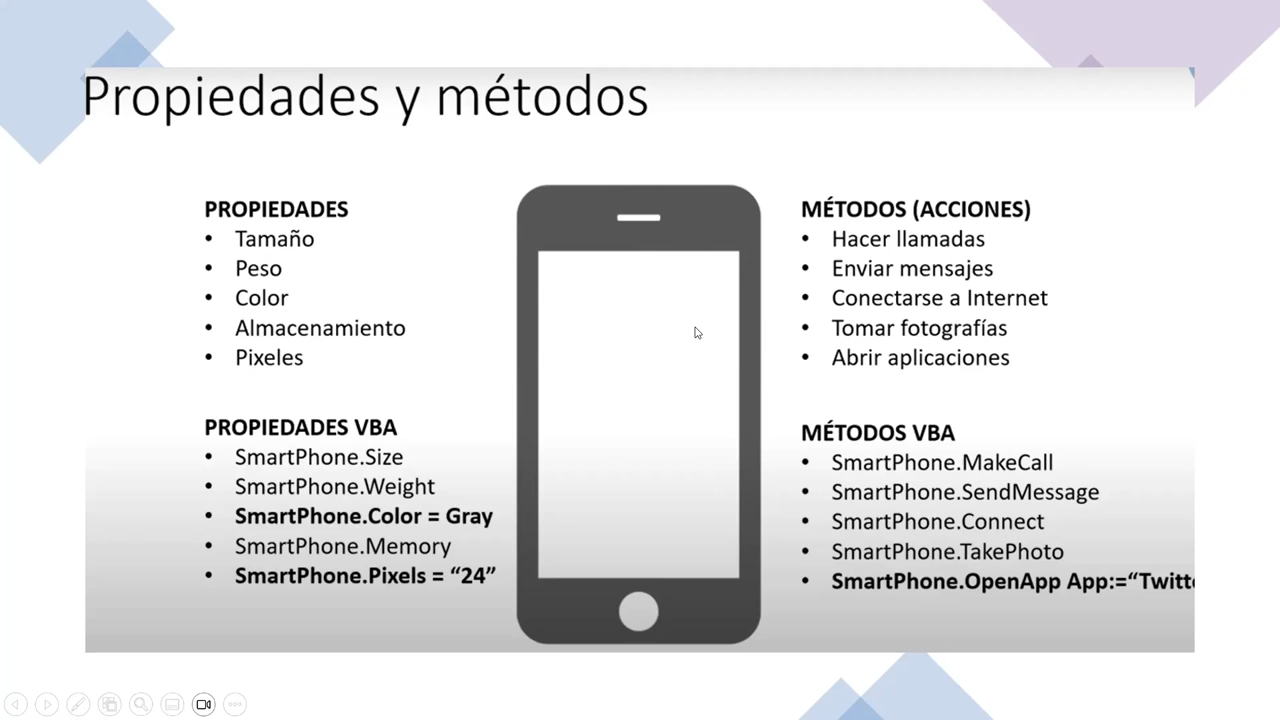 Propiedades y métodos
PROPIEDADES
• Tamaño
• Peso
• Color
• Almacenamiento
• Pixeles
PROPIEDADES VBA
• SmartPhone.Size
• SmartPhone.Weight
• SmartPhone.Color = Gray
• SmartPhone.Memory
• SmartPhone.Pixels = “24”
MÉTODOS (ACCIONES)
• Hacer llamadas
• Enviar mensajes
• Conectarse a Internet
• Tomar fotografías
• Abrir aplicaciones
MÉTODOS VBA
• SmartPhone.MakeCall
• SmartPhone.SendMessage
• SmartPhone.Connect
• SmartPhone.TakePhoto
• SmartPhone.OpenApp App:=“Twitt